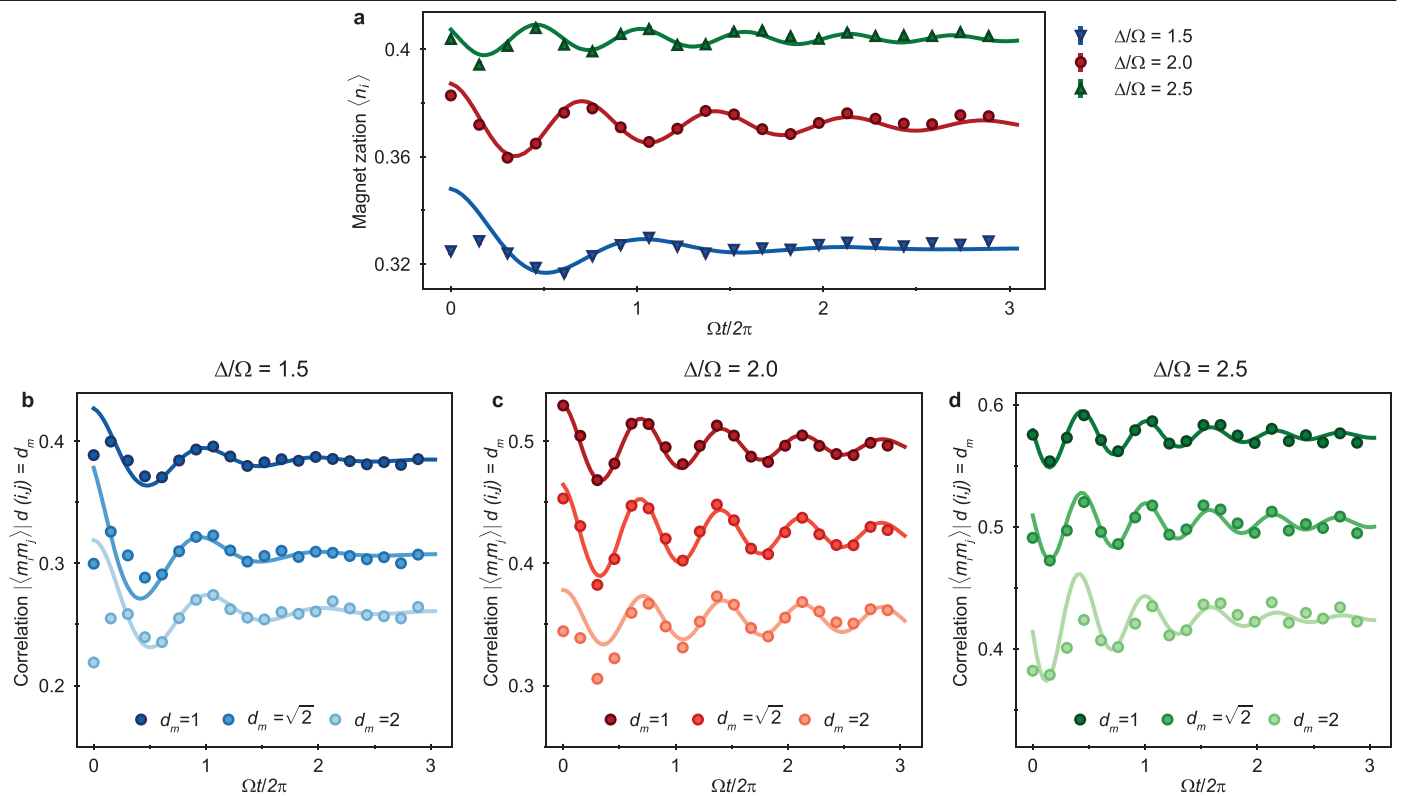 a
Magnet zation ⟨n_i⟩
0.4
0.36
0.32
0 1 2 3
Ωt/2π
Δ/Ω = 1.5
Δ/Ω = 2.0
Δ/Ω = 2.5
Δ/Ω = 1.5
b
Correlation |⟨m_i m_j⟩| d (i,j) = d_m
0.4
0.3
0.2
d_m=1 d_m=√2 d_m=2
0 1 2 3
Ωt/2π
Δ/Ω = 2.0
c
Correlation |⟨m_i m_j⟩| d (i,j) = d_m
0.5
0.4
0.3
d_m=1 d_m=√2 d_m=2
0 1 2 3
Ωt/2π
Δ/Ω = 2.5
d
Correlation |⟨m_i m_j⟩| d (i,j) = d_m
0.6
0.5
0.4
d_m=1 d_m=√2 d_m=2
0 1 2 3
Ωt/2π